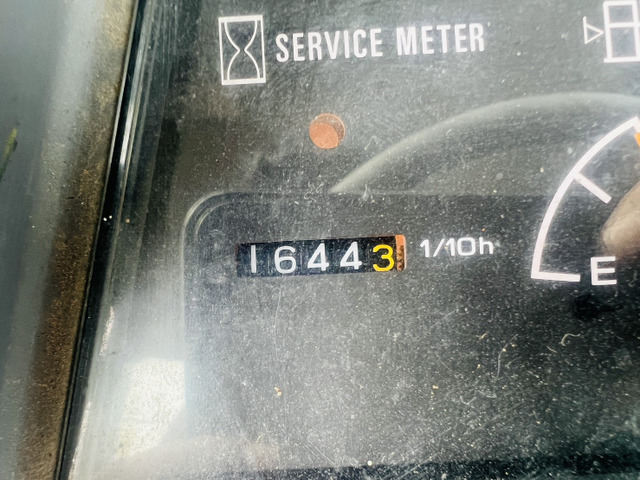 SERVICE METER
16443 1/10h
E